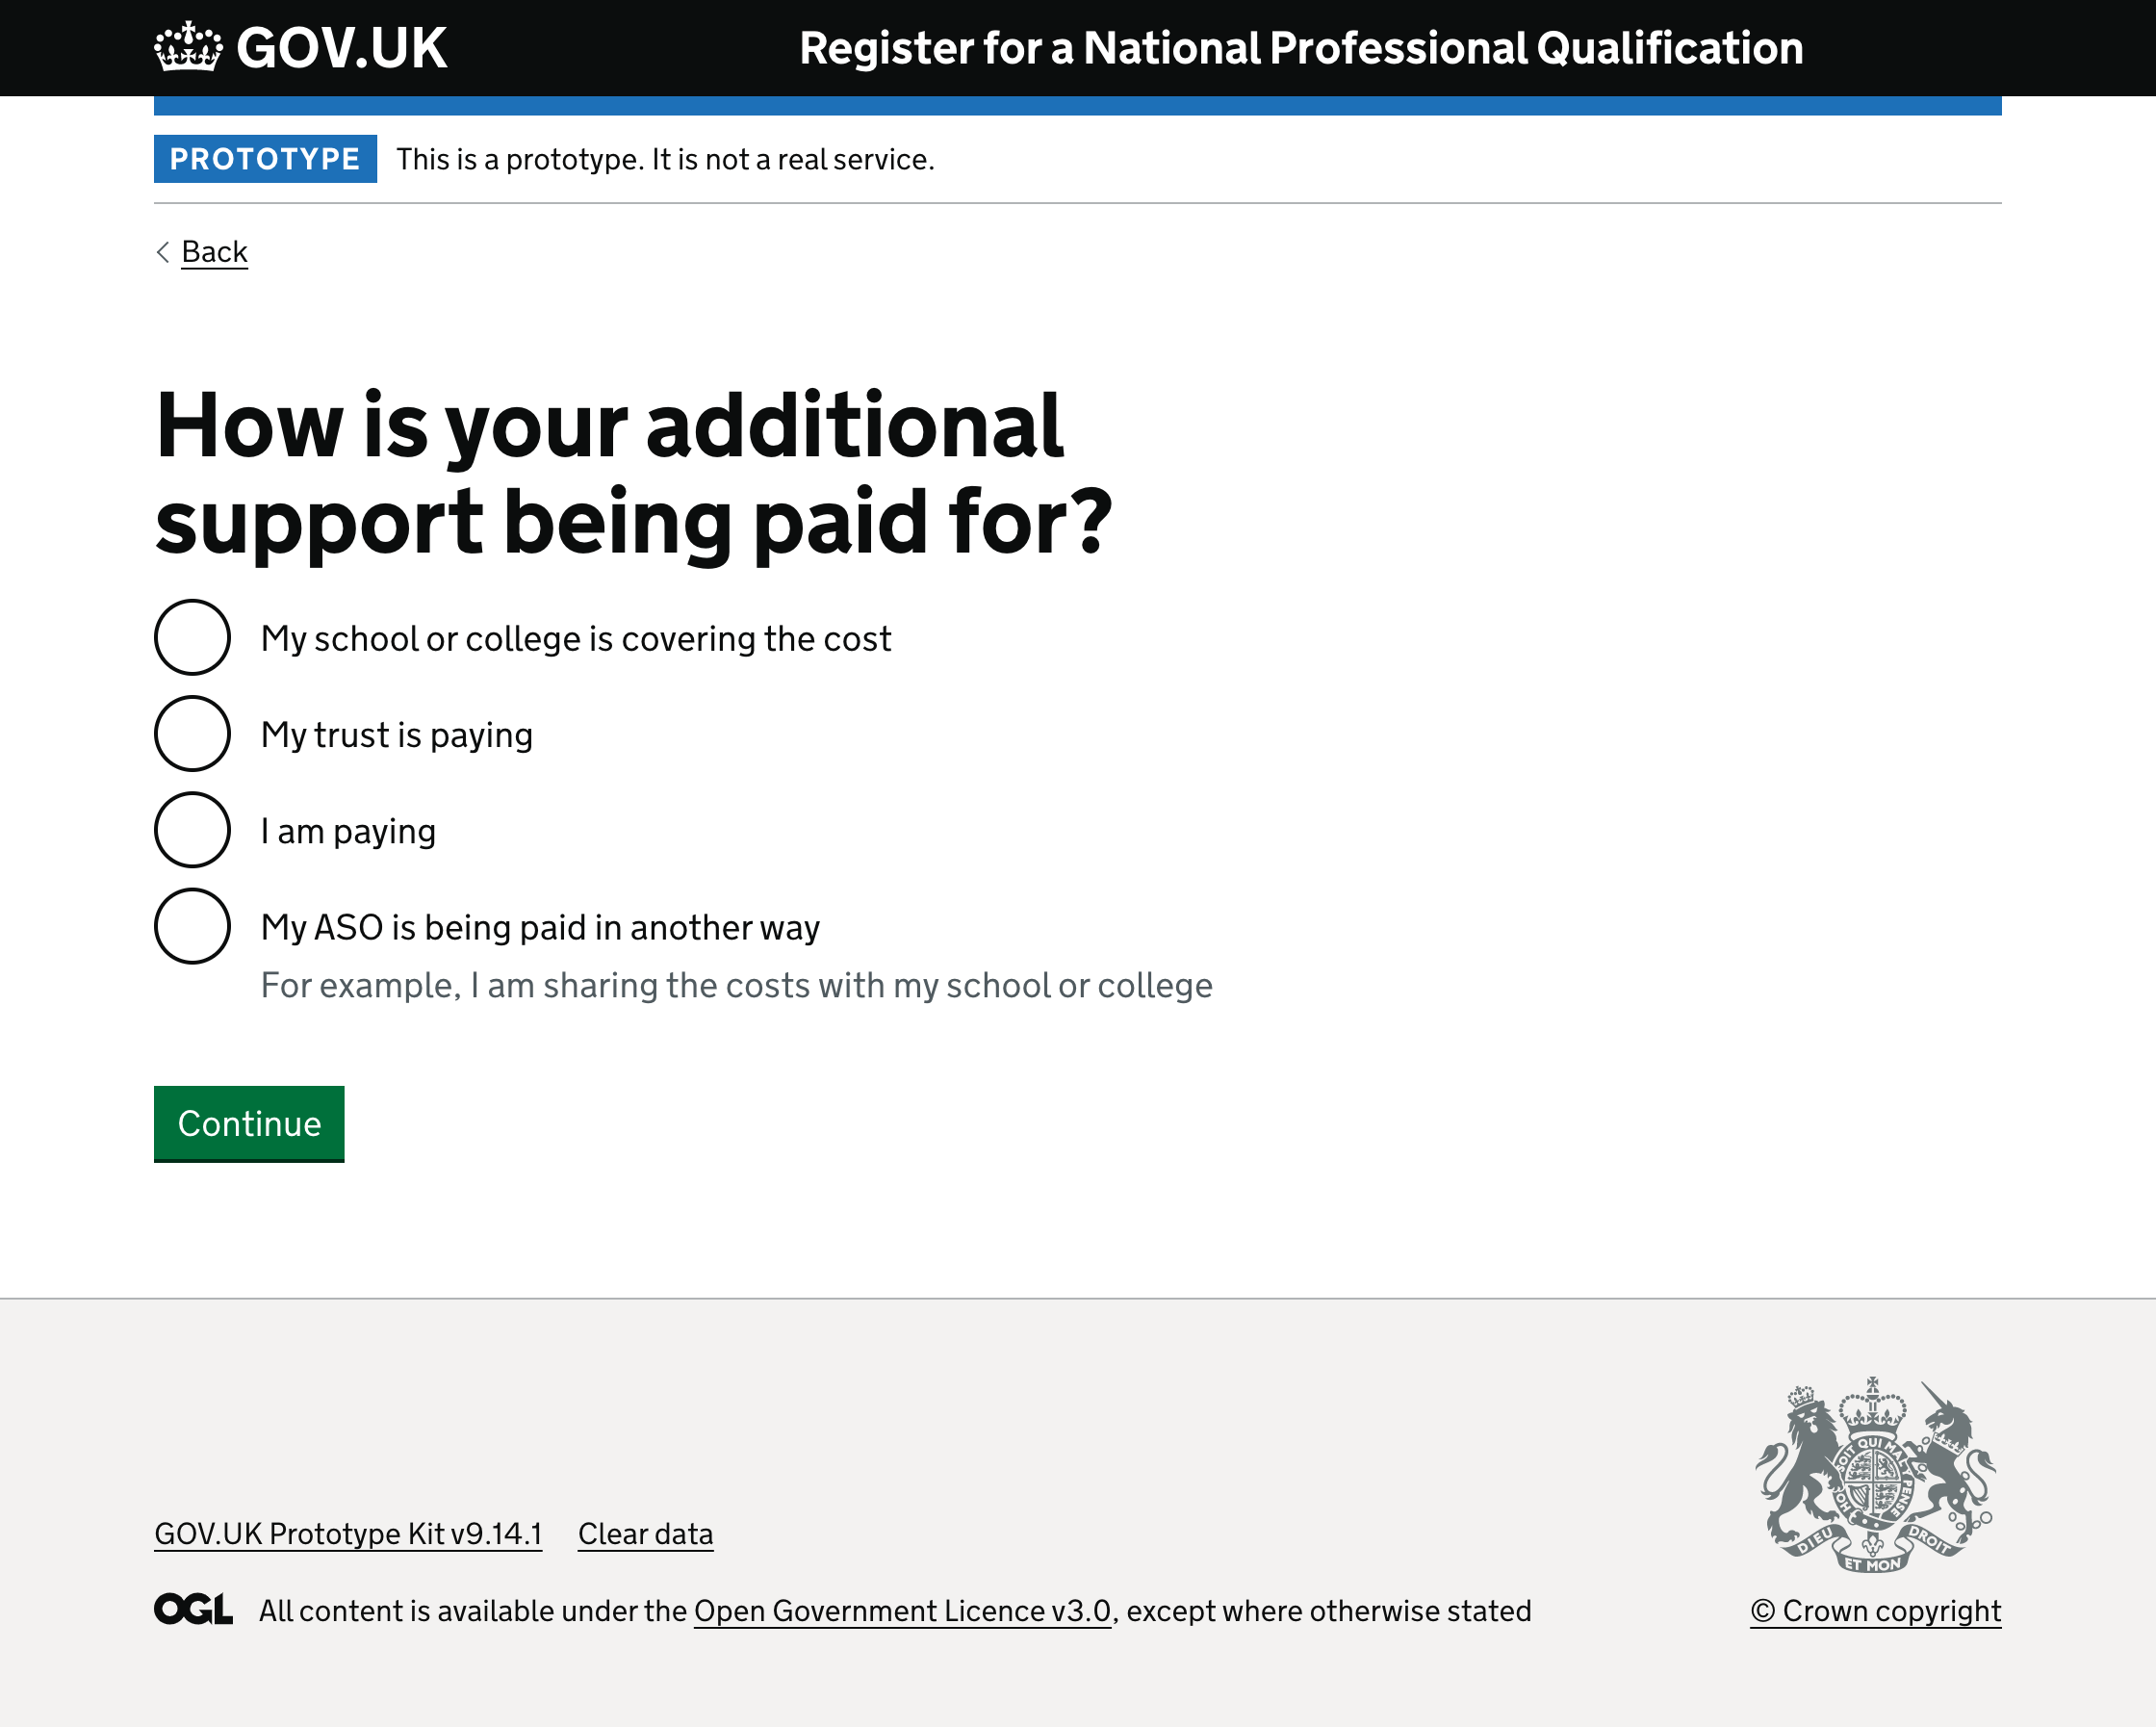 GOV.UK
Register for a National Professional Qualification
PROTOTYPE This is a prototype. It is not a real service.
Back
How is your additional
support being paid for?
My school or college is covering the cost
My trust is paying
I am paying
My ASO is being paid in another way
For example, I am sharing the costs with my school or college
Continue
GOV.UK Prototype Kit v9.14.1 Clear data
OGL All content is available under the Open Government Licence v3.0, except where otherwise stated
DIEU ET MON DROIT
© Crown copyright